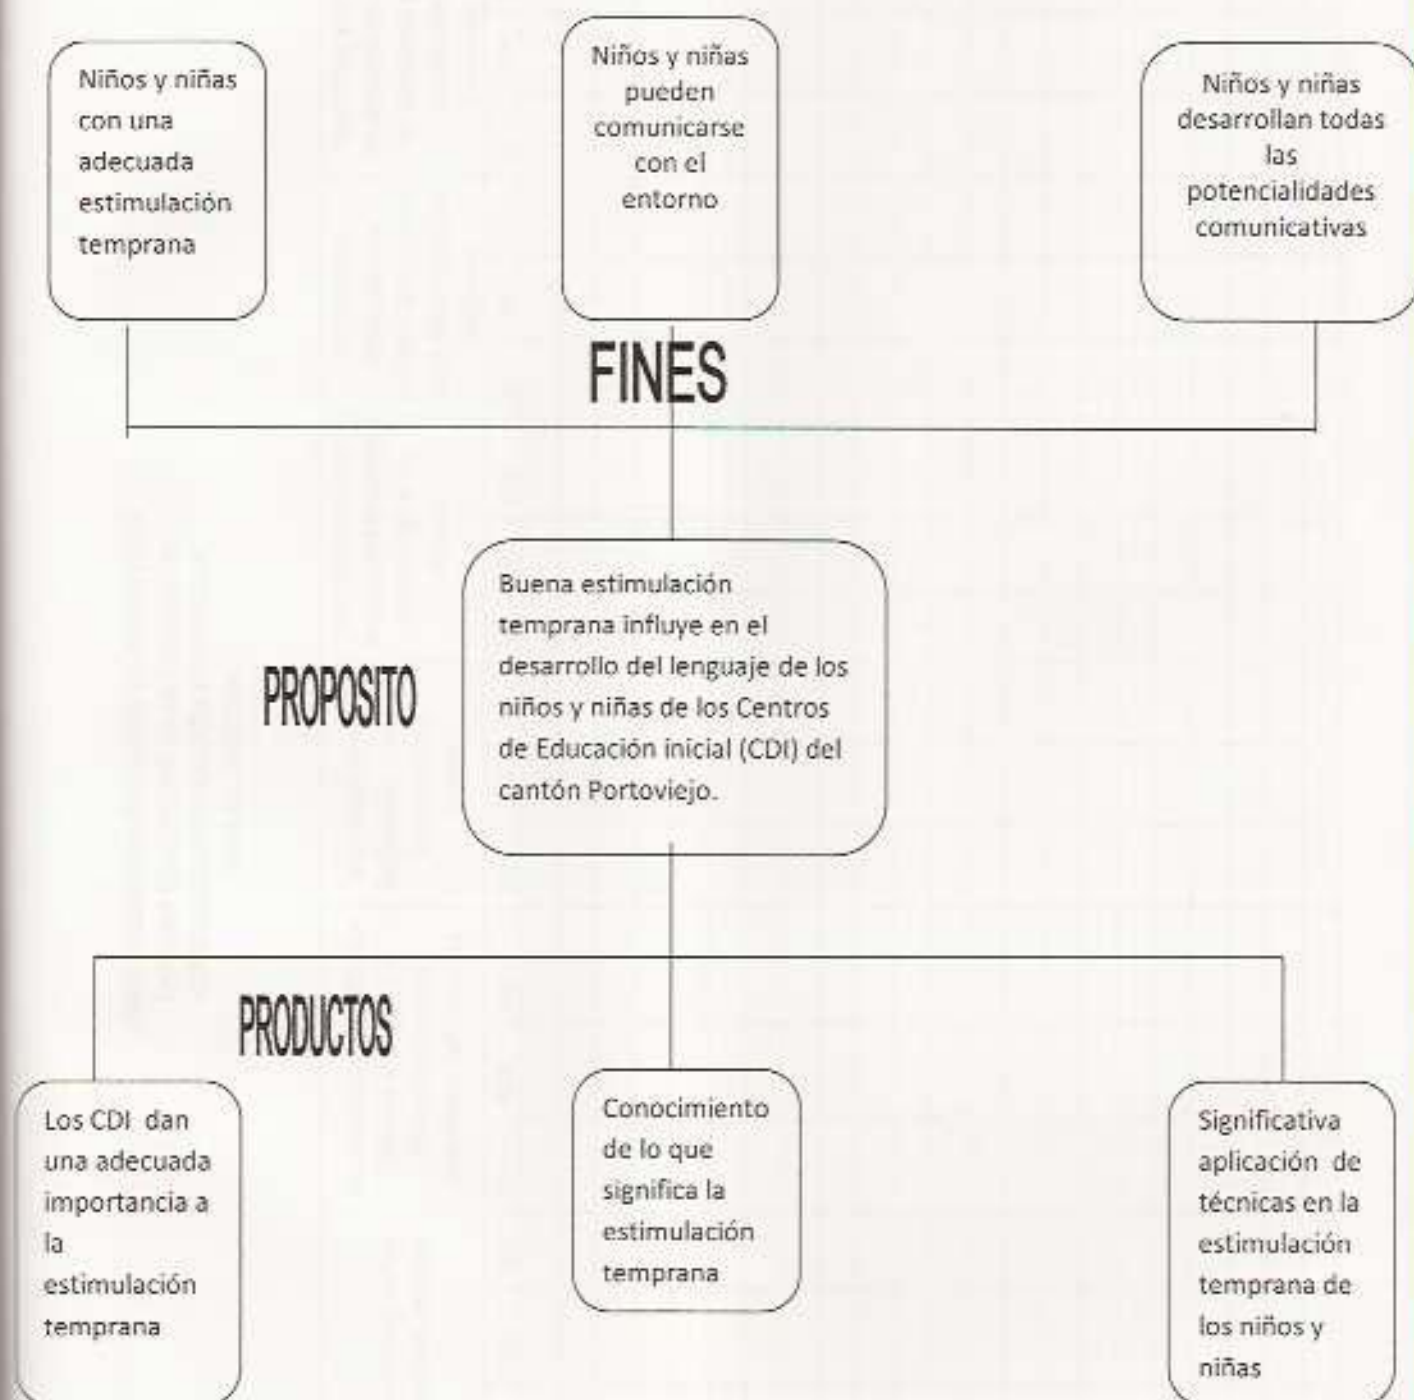 Niños y niñas
con una
adecuada
estimulación
temprana
Niños y niñas
pueden
comunicarse
con el
entorno
Niños y niñas
desarrollan todas
las
potencialidades
comunicativas
FINES
PROPOSITO
Buena estimulación
temprana influye en el
desarrollo del lenguaje de los
niños y niñas de los Centros
de Educación inicial (CDI) del
cantón Portoviejo.
PRODUCTOS
Los CDI dan
una adecuada
importancia a
la
estimulación
temprana
Conocimiento
de lo que
significa la
estimulación
temprana
Significativa
aplicación de
técnicas en la
estimulación
temprana de
los niños y
niñas